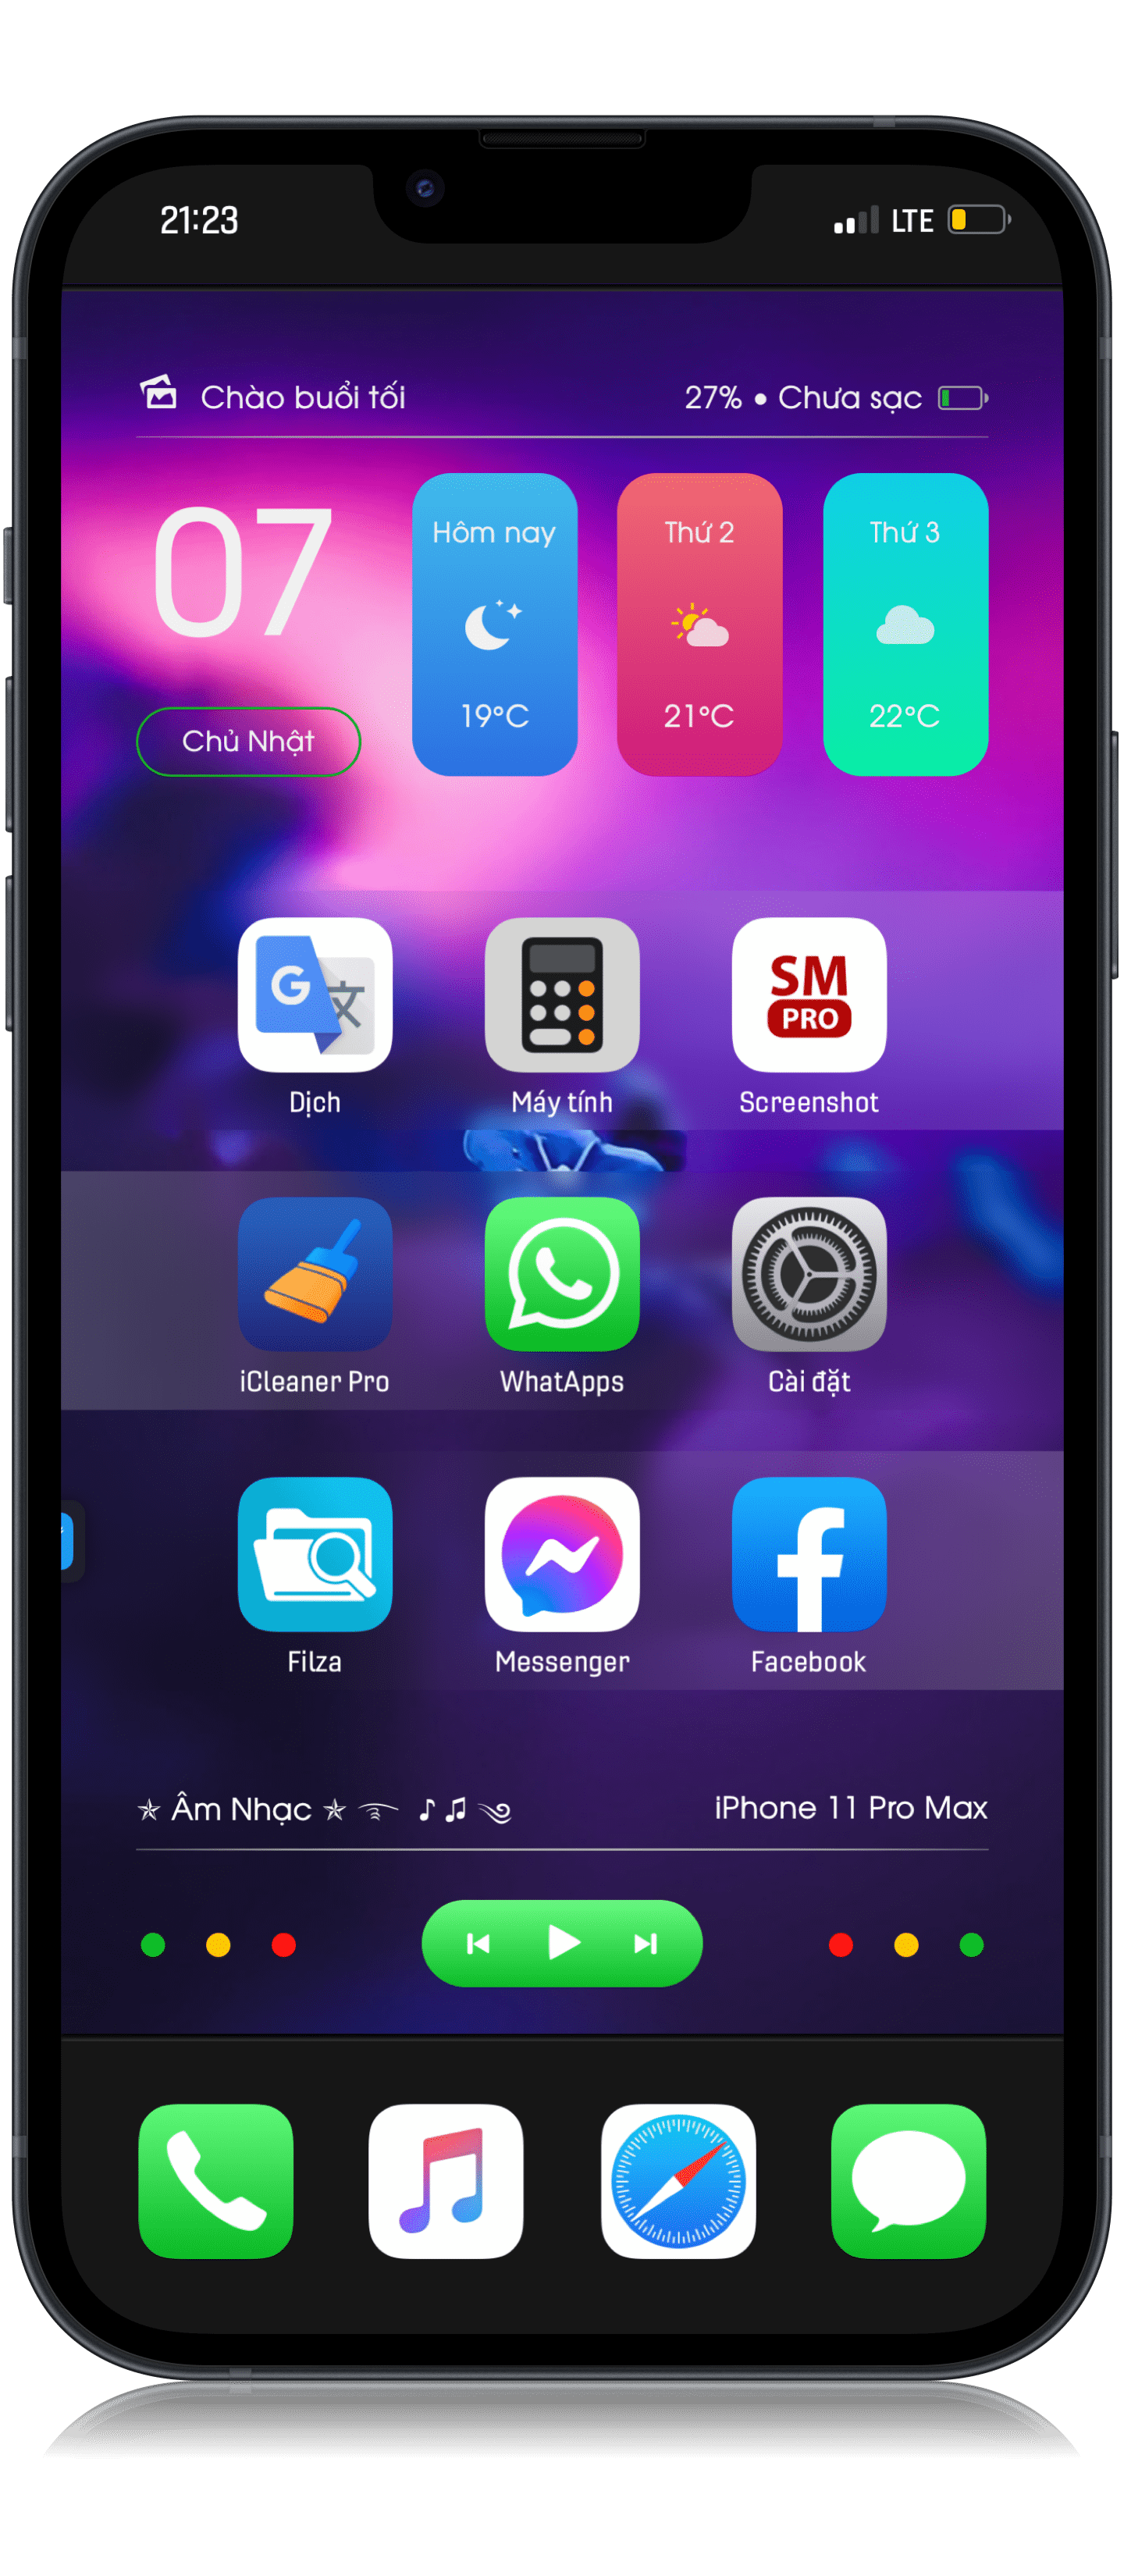 21:23 LTE
Chào buổi tối 27% • Chưa sạc
07
Chủ Nhật
Hôm nay Thứ 2 Thứ 3
19°C 21°C 22°C
G 文
SM
PRO
Dịch Máy tính Screenshot
iCleaner Pro WhatApps Cài đặt
Filza Messenger Facebook
✯ Âm Nhạc ✯ ♪ ♫ iPhone 11 Pro Max